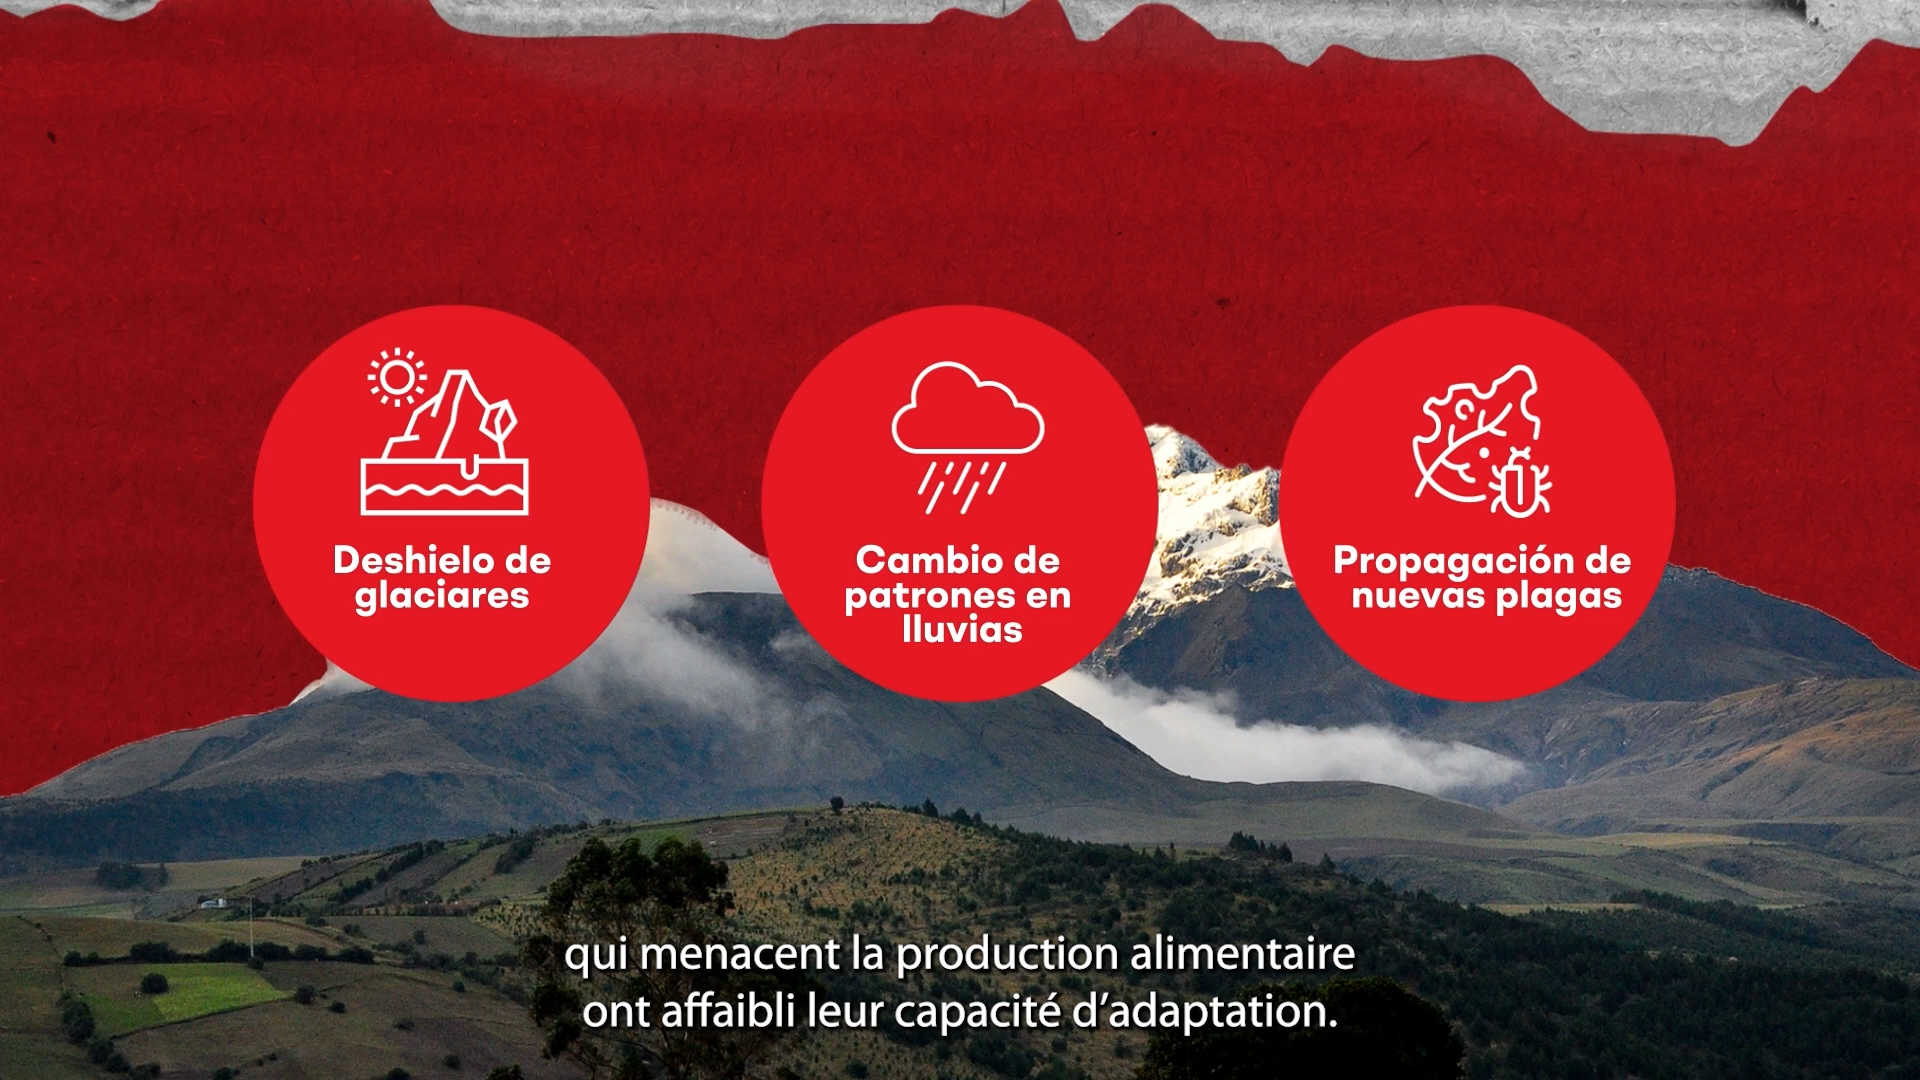 Deshielo de
glaciares
Cambio de
patrones en
lluvias
Propagación de
nuevas plagas
qui menacent la production alimentaire
ont affaibli leur capacité d’adaptation.